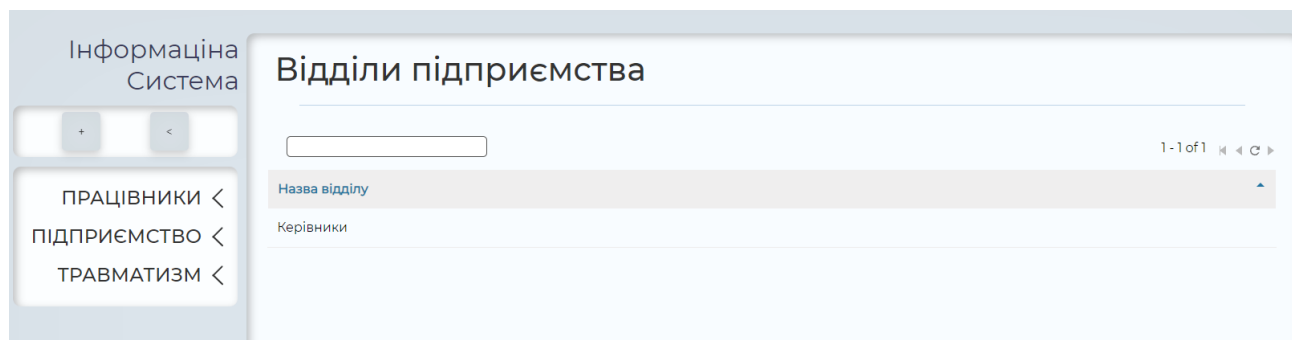 Інформаціна
Система
+ <
ПРАЦІВНИКИ <
ПІДПРИЄМСТВО <
ТРАВМАТИЗМ <
Відділи підприємства
1 - 1 of 1
Назва відділу
Керівники